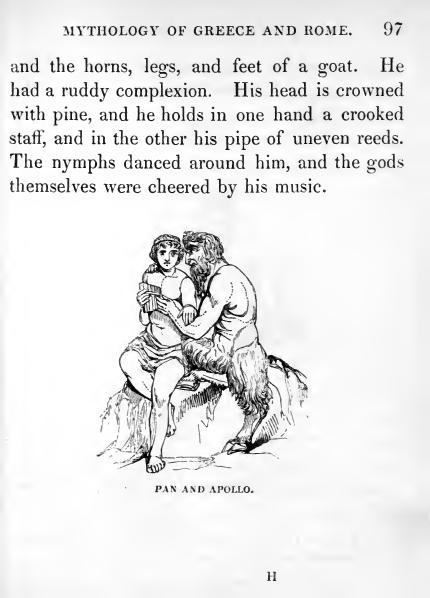 MYTHOLOGY OF GREECE AND ROME. 97
and the horns, legs, and feet of a goat. He
had a ruddy complexion. His head is crowned
with pine, and he holds in one hand a crooked
staff, and in the other his pipe of uneven reeds.
The nymphs danced around him, and the gods
themselves were cheered by his music.
PAN AND APOLLO.
H